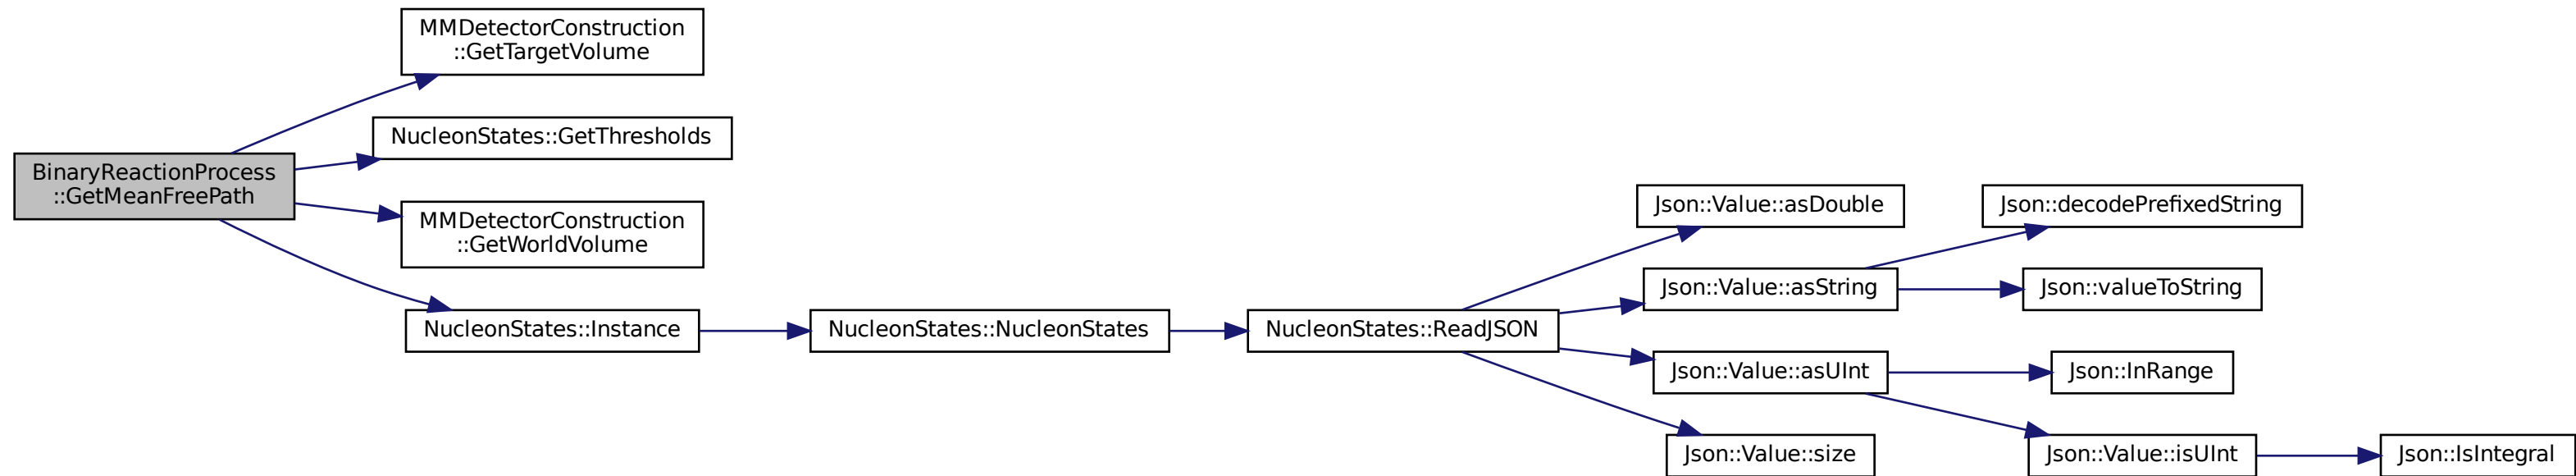 MMDetectorConstruction
::GetTargetVolume
NucleonStates::GetThresholds
BinaryReactionProcess
::GetMeanFreePath
MMDetectorConstruction
::GetWorldVolume
NucleonStates::Instance
NucleonStates::NucleonStates
NucleonStates::ReadJSON
Json::Value::asDouble
Json::decodePrefixedString
Json::Value::asString
Json::valueToString
Json::Value::asUInt
Json::InRange
Json::Value::size
Json::Value::isUInt
Json::IsIntegral